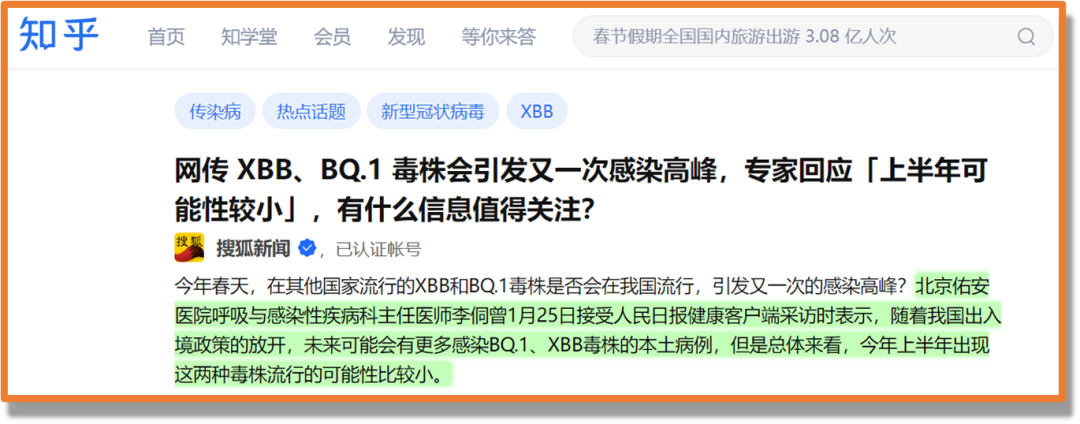 知乎 首页 知学堂 会员 发现 等你来答 春节假期全国国内旅游出游 3.08 亿人次
传染病 热点话题 新型冠状病毒 XBB
网传 XBB、BQ.1 毒株会引发又一次感染高峰，专家回应「上半年可
能性较小」，有什么信息值得关注？
搜狐 搜狐新闻 ，已认证帐号
今年春天，在其他国家流行的XBB和BQ.1毒株是否会在我国流行，引发又一次的感染高峰？北京佑安
医院呼吸与感染性疾病科主任医师李侗曾1月25日接受人民日报健康客户端采访时表示，随着我国出入
境政策的放开，未来可能会有更多感染BQ.1、XBB毒株的本土病例，但是总体来看，今年上半年出现
这两种毒株流行的可能性比较小。